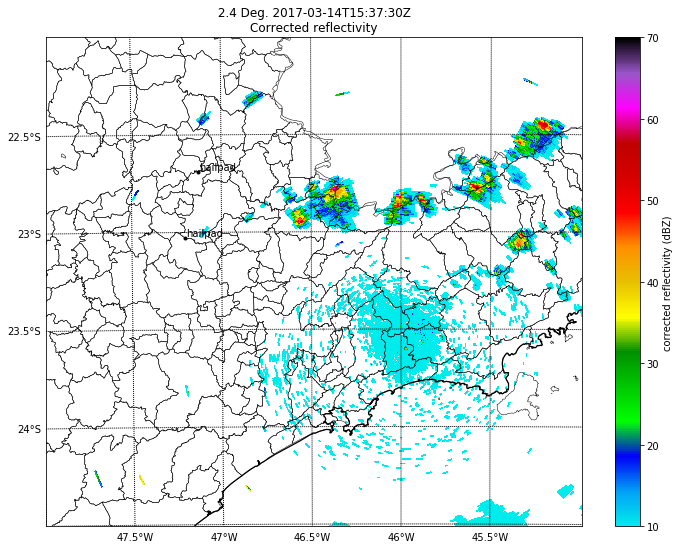 2.4 Deg. 2017-03-14T15:37:30Z
Corrected reflectivity
70
60
50
40
30
20
10
corrected reflectivity (dBZ)
22.5°S
23°S
23.5°S
24°S
hailpad
hailpad
47.5°W
47°W
46.5°W
46°W
45.5°W